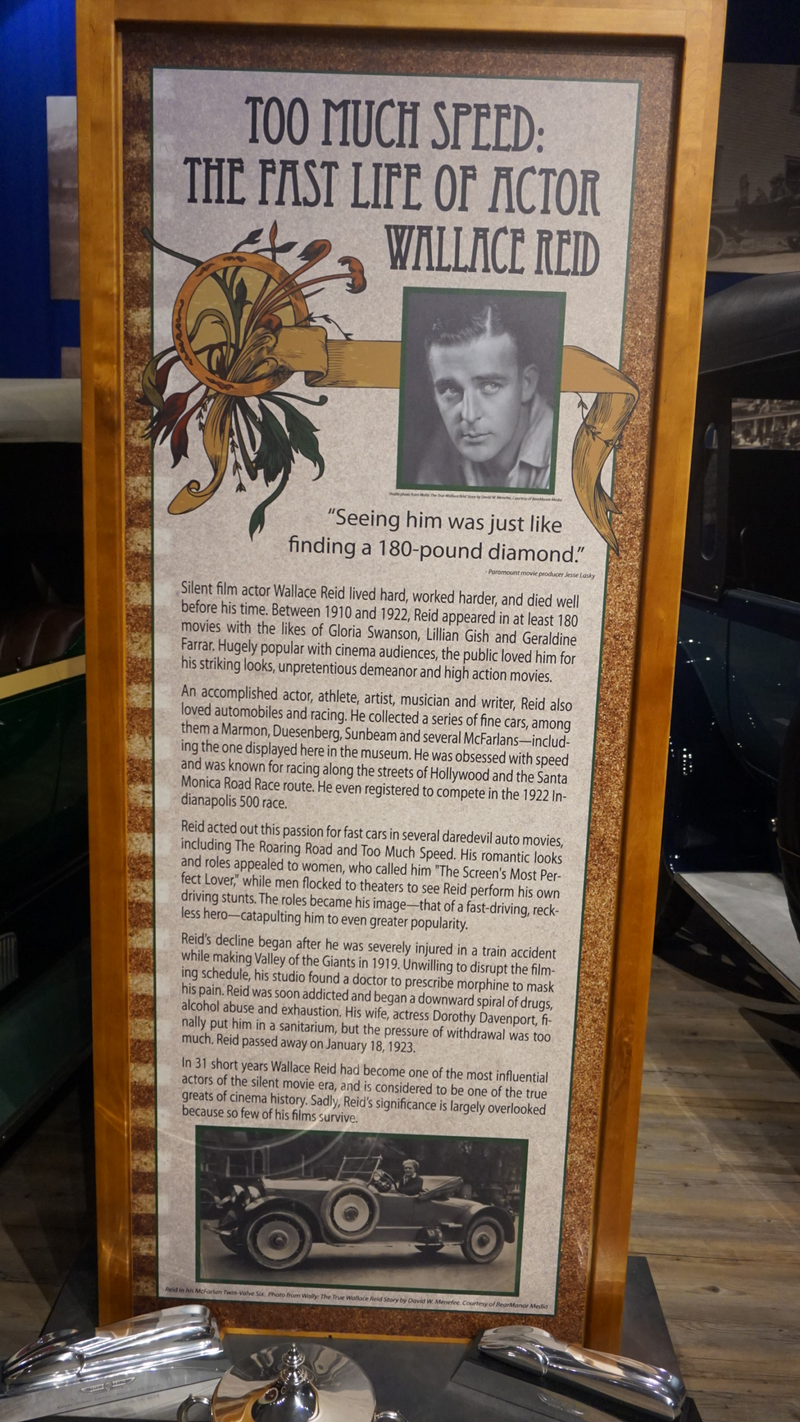 TOO MUCH SPEED:
THE FAST LIFE OF ACTOR
WALLACE REID
Profile photo from Wally: The True Wallace Reid Story by David W. Menefee. Courtesy of BearManor Media
“Seeing him was just like
finding a 180-pound diamond.”
- Paramount movie producer Jesse Lasky
Silent film actor Wallace Reid lived hard, worked harder, and died well
before his time. Between 1910 and 1922, Reid appeared in at least 180
movies with the likes of Gloria Swanson, Lillian Gish and Geraldine
Farrar. Hugely popular with cinema audiences, the public loved him for
his striking looks, unpretentious demeanor and high action movies.
An accomplished actor, athlete, artist, musician and writer, Reid also
loved automobiles and racing. He collected a series of fine cars, among
them a Marmon, Duesenberg, Sunbeam and several McFarlans—includ-
ing the one displayed here in the museum. He was obsessed with speed
and was known for racing along the streets of Hollywood and the Santa
Monica Road Race route. He even registered to compete in the 1922 In-
dianapolis 500 race.
Reid acted out this passion for fast cars in several daredevil auto movies,
including The Roaring Road and Too Much Speed. His romantic looks
and roles appealed to women, who called him "The Screen's Most Per-
fect Lover," while men flocked to theaters to see Reid perform his own
driving stunts. The roles became his image—that of a fast-driving, reck-
less hero—catapulting him to even greater popularity.
Reid's decline began after he was severely injured in a train accident
while making Valley of the Giants in 1919. Unwilling to disrupt the film-
ing schedule, his studio found a doctor to prescribe morphine to mask
his pain. Reid was soon addicted and began a downward spiral of drugs,
alcohol abuse and exhaustion. His wife, actress Dorothy Davenport, fi-
nally put him in a sanitarium, but the pressure of withdrawal was too
much. Reid passed away on January 18, 1923.
In 31 short years Wallace Reid had become one of the most influential
actors of the silent movie era, and is considered to be one of the true
greats of cinema history. Sadly, Reid's significance is largely overlooked
because so few of his films survive.
Reid in his McFarlan Twin-Valve Six. Photo from Wally: The True Wallace Reid Story by David W. Menefee. Courtesy of BearManor Media